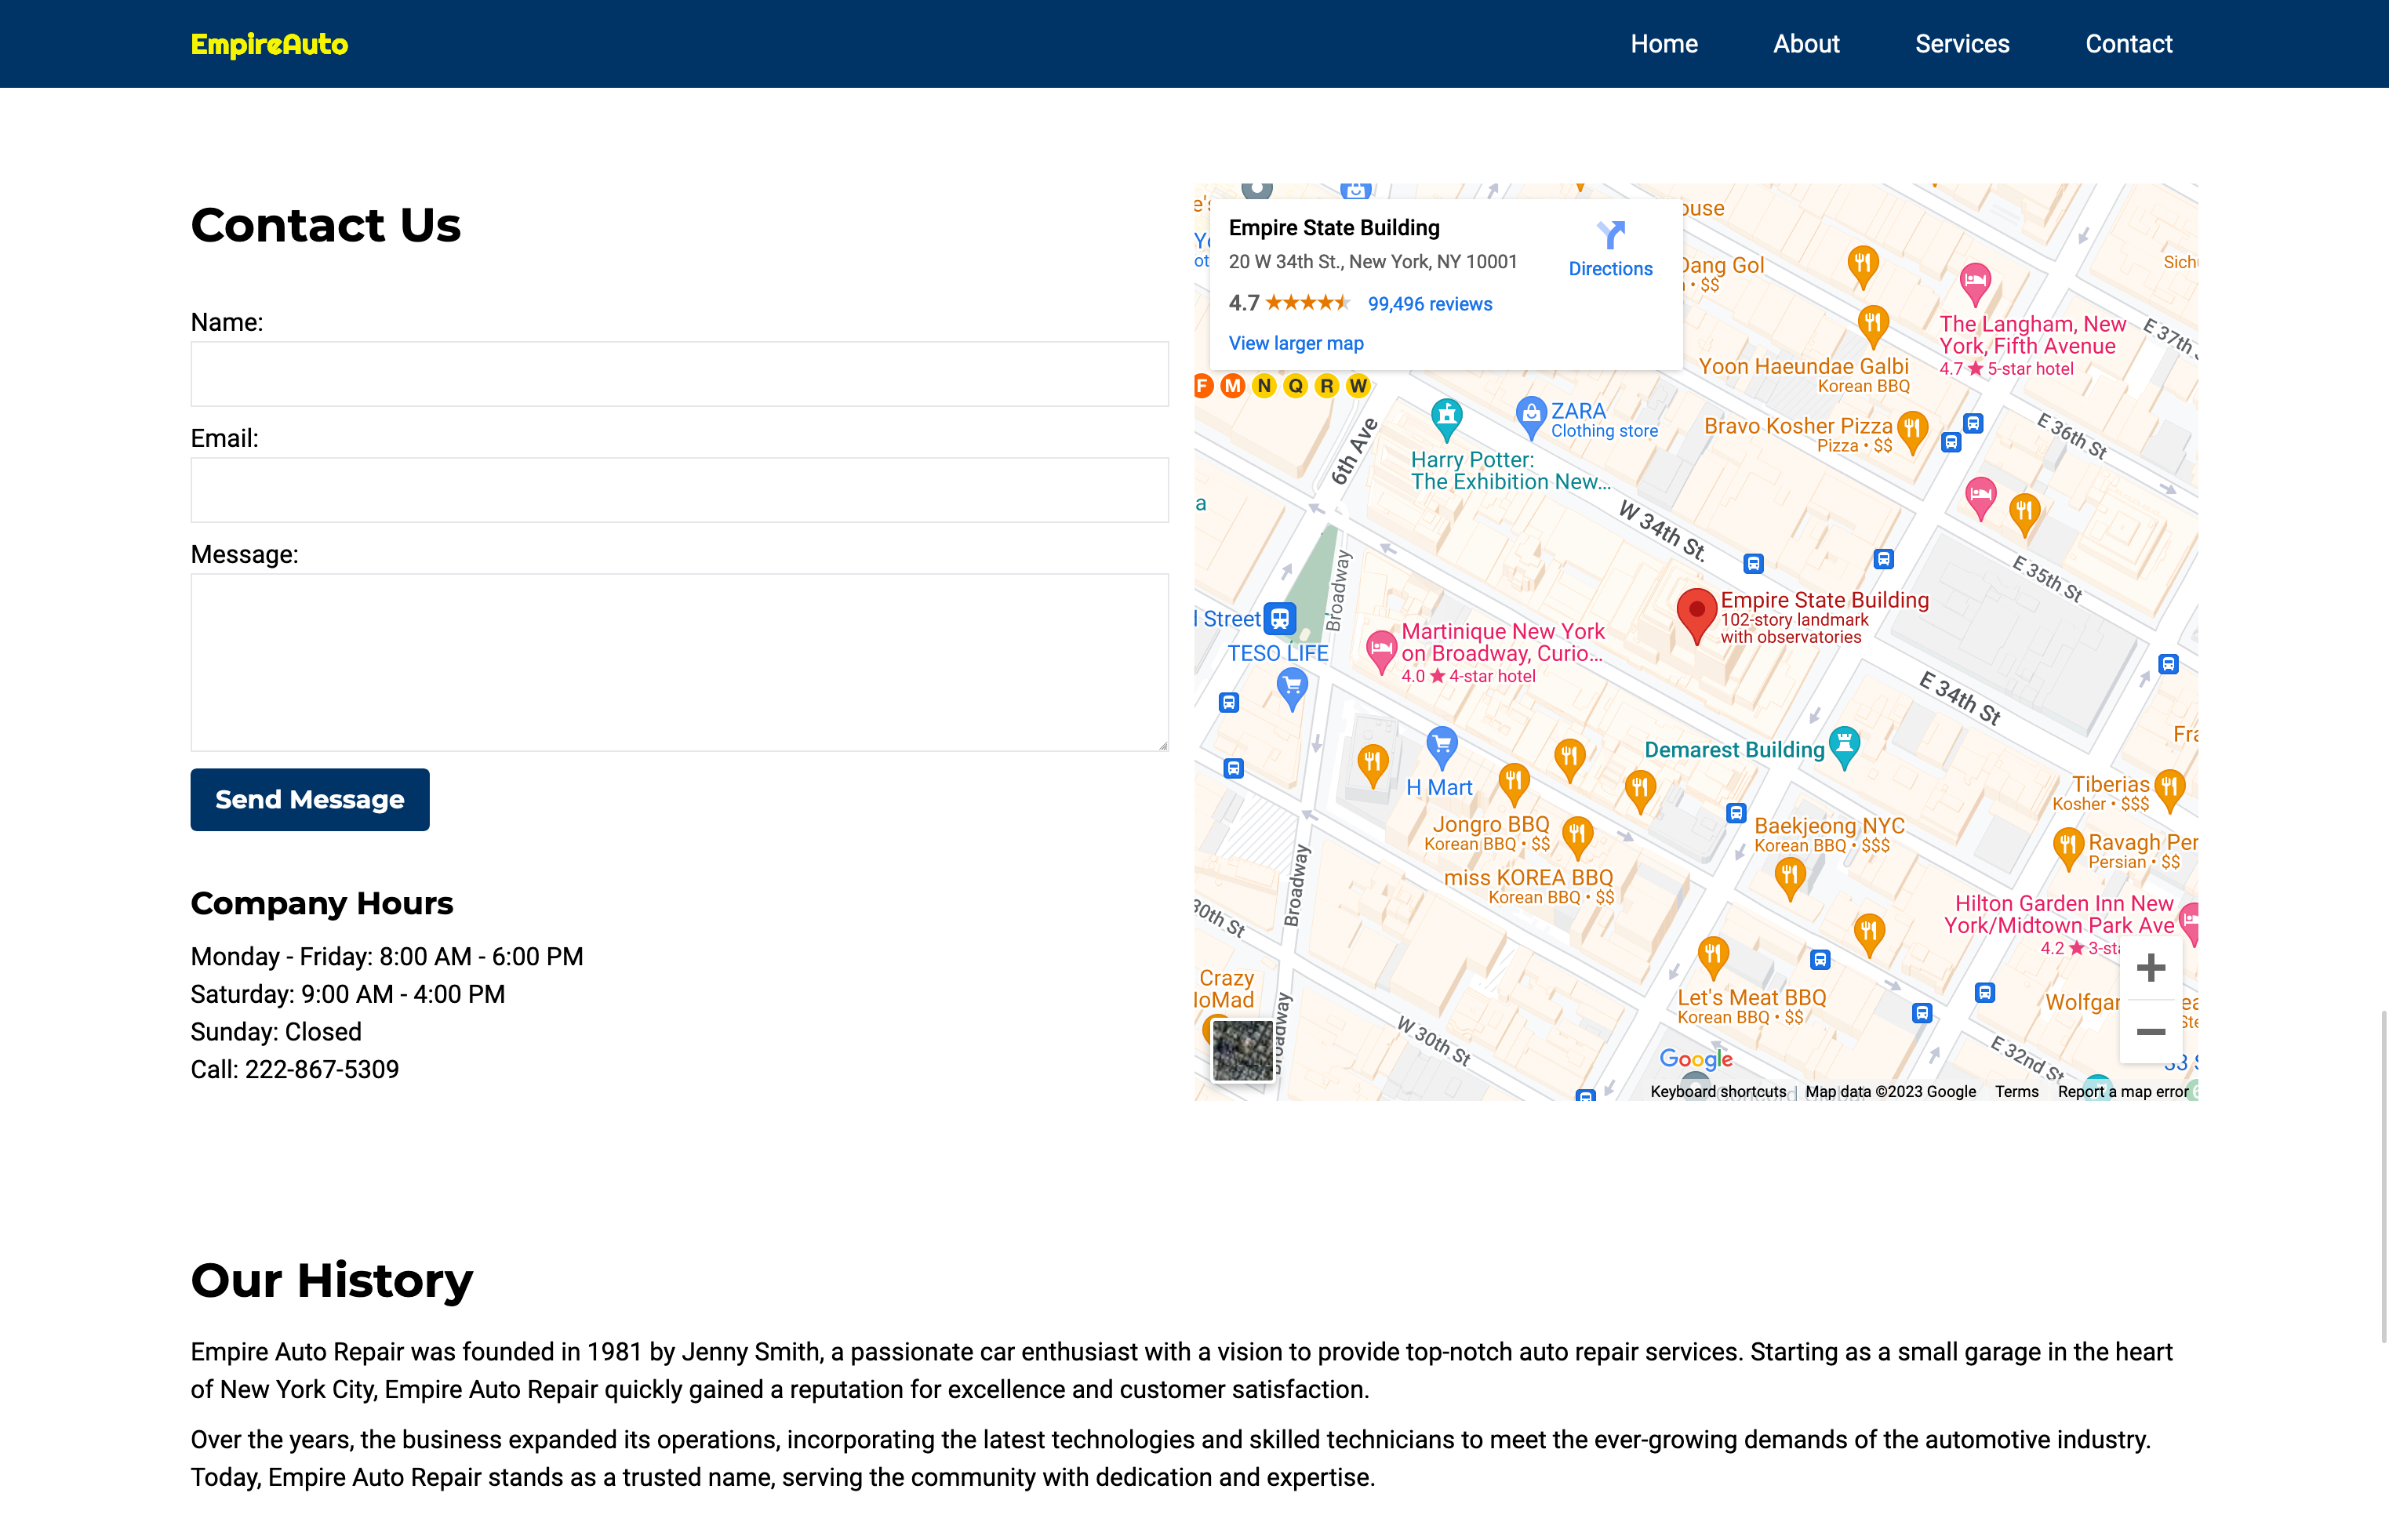 EmpireAuto
Home
About
Services
Contact
Contact Us
Name:
Email:
Message:
Send Message
Company Hours
Monday - Friday: 8:00 AM - 6:00 PM
Saturday: 9:00 AM - 4:00 PM
Sunday: Closed
Call: 222-867-5309
Empire State Building
20 W 34th St., New York, NY 10001
4.7
99,496 reviews
View larger map
Directions
ouse
Dang Gol
• $$
Sich
The Langham, New
York, Fifth Avenue
4.7 ★ 5-star hotel
E 37th
Yoon Haeundae Galbi
Korean BBQ
F M N Q R W
ZARA
Clothing store
Bravo Kosher Pizza
Pizza • $$
E 36th St
6th Ave
Harry Potter:
The Exhibition New...
a
W 34th St.
E 35th St
Broadway
Empire State Building
102-story landmark
with observatories
Street
TESO LIFE
Martinique New York
on Broadway, Curio...
4.0 ★ 4-star hotel
E 34th St
Demarest Building
Fra
H Mart
Tiberias
Kosher • $$$
Jongro BBQ
Korean BBQ • $$
Baekjeong NYC
Korean BBQ • $$$
Ravagh Per
Persian • $$
miss KOREA BBQ
Korean BBQ • $$
Broadway
30th St
Hilton Garden Inn New
York/Midtown Park Ave
4.2 ★ 3-sta
Crazy
NoMad
Let's Meat BBQ
Korean BBQ • $$
Wolfgan
Broadway
W 30th St
E 32nd St
Google
Keyboard shortcuts
Map data ©2023 Google
Terms
Report a map error
Our History
Empire Auto Repair was founded in 1981 by Jenny Smith, a passionate car enthusiast with a vision to provide top-notch auto repair services. Starting as a small garage in the heart
of New York City, Empire Auto Repair quickly gained a reputation for excellence and customer satisfaction.
Over the years, the business expanded its operations, incorporating the latest technologies and skilled technicians to meet the ever-growing demands of the automotive industry.
Today, Empire Auto Repair stands as a trusted name, serving the community with dedication and expertise.